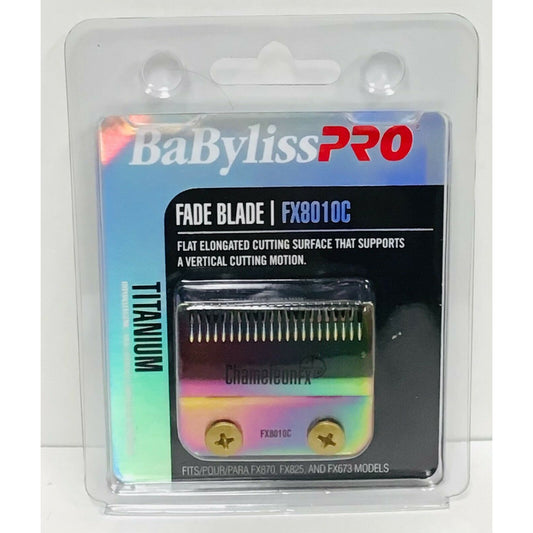 BaBylissPRO
FADE BLADE | FX8010C
FLAT ELONGATED CUTTING SURFACE THAT SUPPORTS
A VERTICAL CUTTING MOTION.
TITANIUM
ChameleonFX
FX8010C
FITS/POUR/PARA FX870, FX825, AND FX673 MODELS